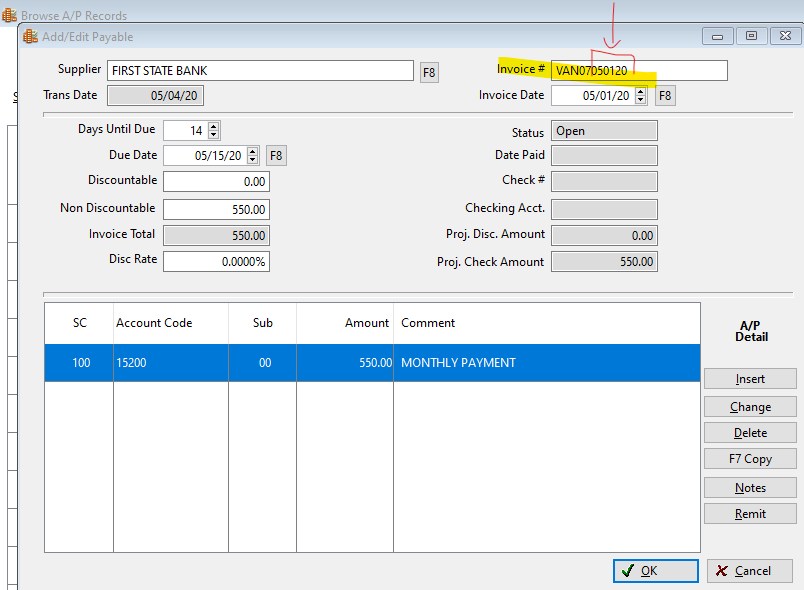 Browse A/P Records
Add/Edit Payable
Supplier FIRST STATE BANK F8 Invoice # VAN07050120
Trans Date 05/04/20 Invoice Date 05/01/20 F8
Days Until Due 14 Status Open
Due Date 05/15/20 F8 Date Paid
Discountable 0.00 Check #
Non Discountable 550.00 Checking Acct.
Invoice Total 550.00 Proj. Disc. Amount 0.00
Disc Rate 0.0000% Proj. Check Amount 550.00
SC Account Code Sub Amount Comment
100 15200 00 550.00 MONTHLY PAYMENT
A/P
Detail
Insert
Change
Delete
F7 Copy
Notes
Remit
OK Cancel